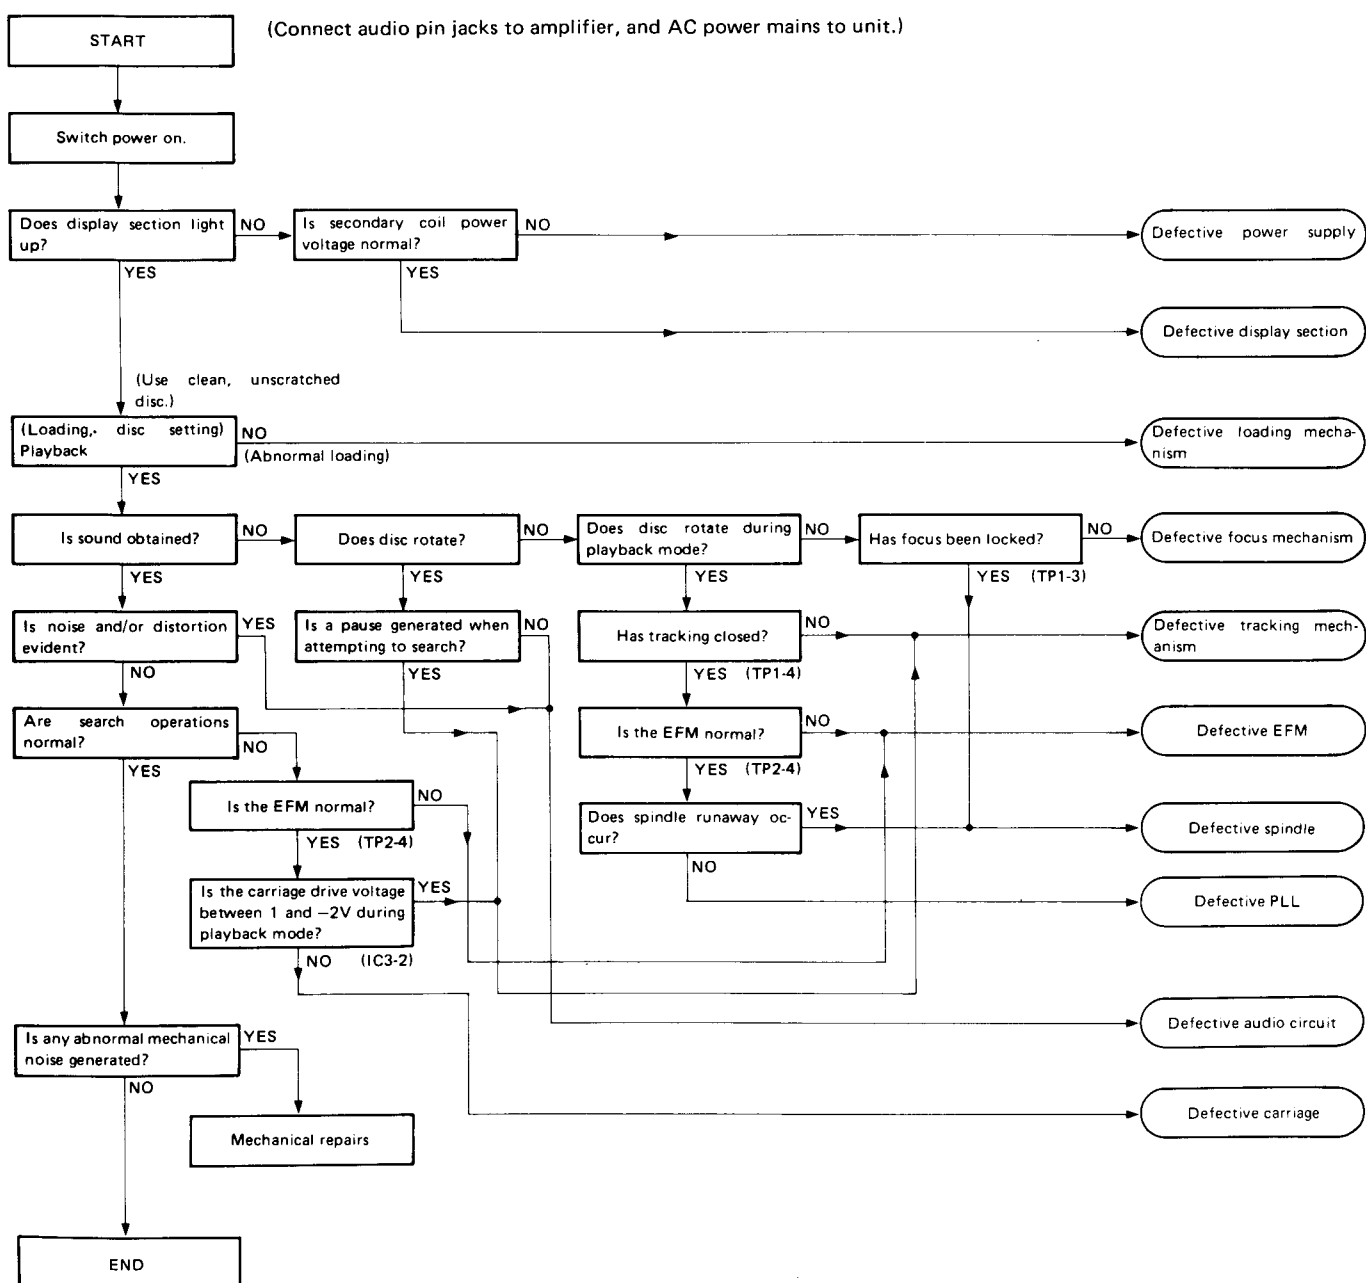 (Connect audio pin jacks to amplifier, and AC power mains to unit.)
START
Switch power on.
Does display section light
up?
NO
YES
Is secondary coil power
voltage normal?
NO
YES
Defective power supply
Defective display section
(Use clean, unscratched
disc.)
(Loading, disc setting)
Playback
NO
(Abnormal loading)
YES
Defective loading mecha-
nism
Is sound obtained?
NO
YES
Does disc rotate?
NO
YES
Does disc rotate during
playback mode?
NO
YES
Has focus been locked?
NO
YES (TP1-3)
Defective focus mechanism
Is noise and/or distortion
evident?
YES
NO
Is a pause generated when
attempting to search?
NO
YES
Has tracking closed?
NO
YES (TP1-4)
Defective tracking mech-
anism
Are search operations
normal?
NO
YES
Is the EFM normal?
NO
YES (TP2-4)
Defective EFM
Is the EFM normal?
NO
YES (TP2-4)
Does spindle runaway oc-
cur?
YES
NO
Defective spindle
Is the carriage drive voltage
between 1 and −2V during
playback mode?
YES
NO (IC3-2)
Defective PLL
Is any abnormal mechanical
noise generated?
YES
NO
Defective audio circuit
Mechanical repairs
Defective carriage
END